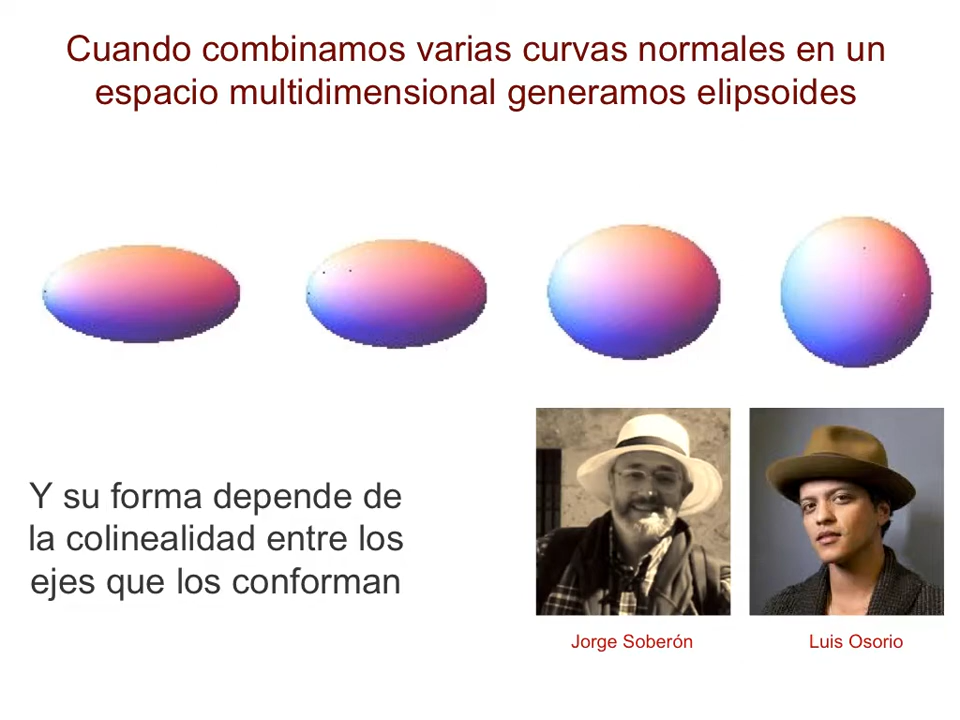 Cuando combinamos varias curvas normales en un
espacio multidimensional generamos elipsoides
Y su forma depende de
la colinealidad entre los
ejes que los conforman
Jorge Soberón
Luis Osorio